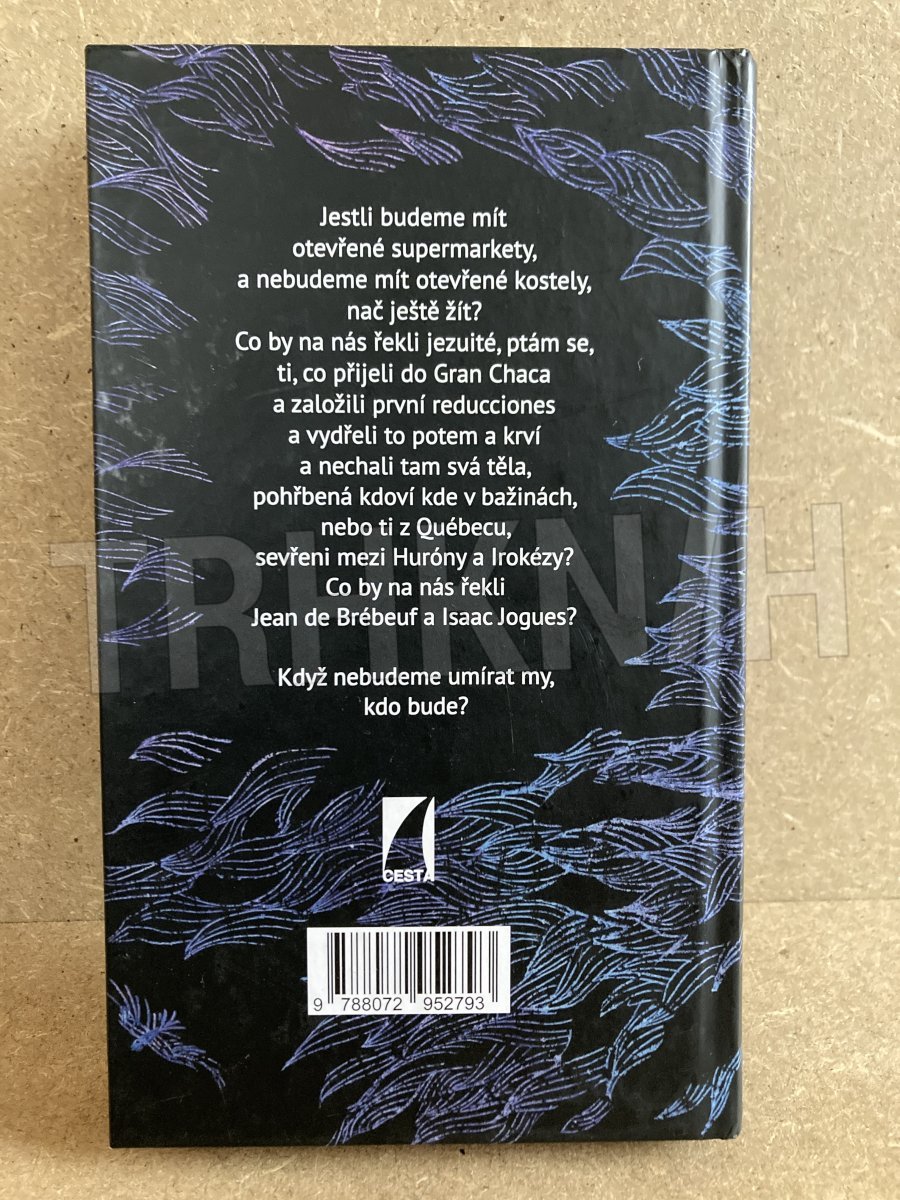 Jestli budeme mít
otevřené supermarkety,
a nebudeme mít otevřené kostely,
nač ještě žít?
Co by na nás řekli jezuité, ptám se,
ti, co přijeli do Gran Chaca
a založili první reducciones
a vydřeli to potem a krví
a nechali tam svá těla,
pohřbená kdoví kde v bažinách,
nebo ti z Québecu,
sevřeni mezi Huróny a Irokézy?
Co by na nás řekli
Jean de Brébeuf a Isaac Jogues?
Když nebudeme umírat my,
kdo bude?
CESTA
9 788072 952793